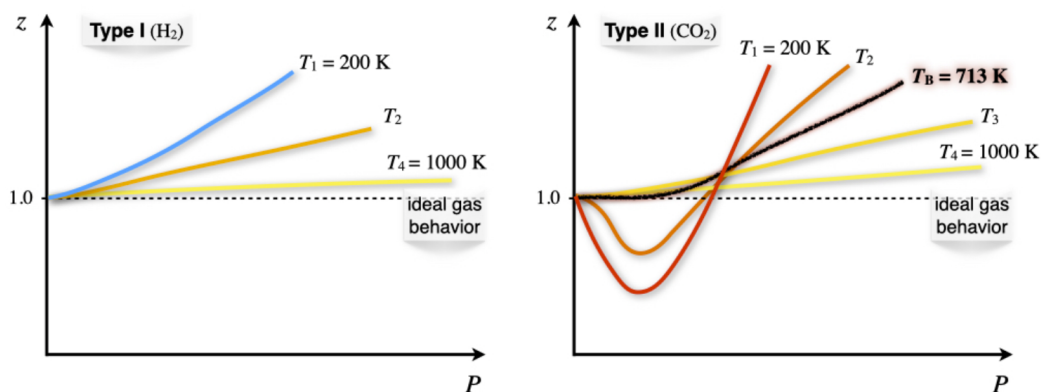 z
Type I (H₂)
T₁ = 200 K
T₂
T₄ = 1000 K
1.0
ideal gas
behavior
P
z
Type II (CO₂)
T₁ = 200 K
T₂
T_B = 713 K
T₃
T₄ = 1000 K
1.0
ideal gas
behavior
P